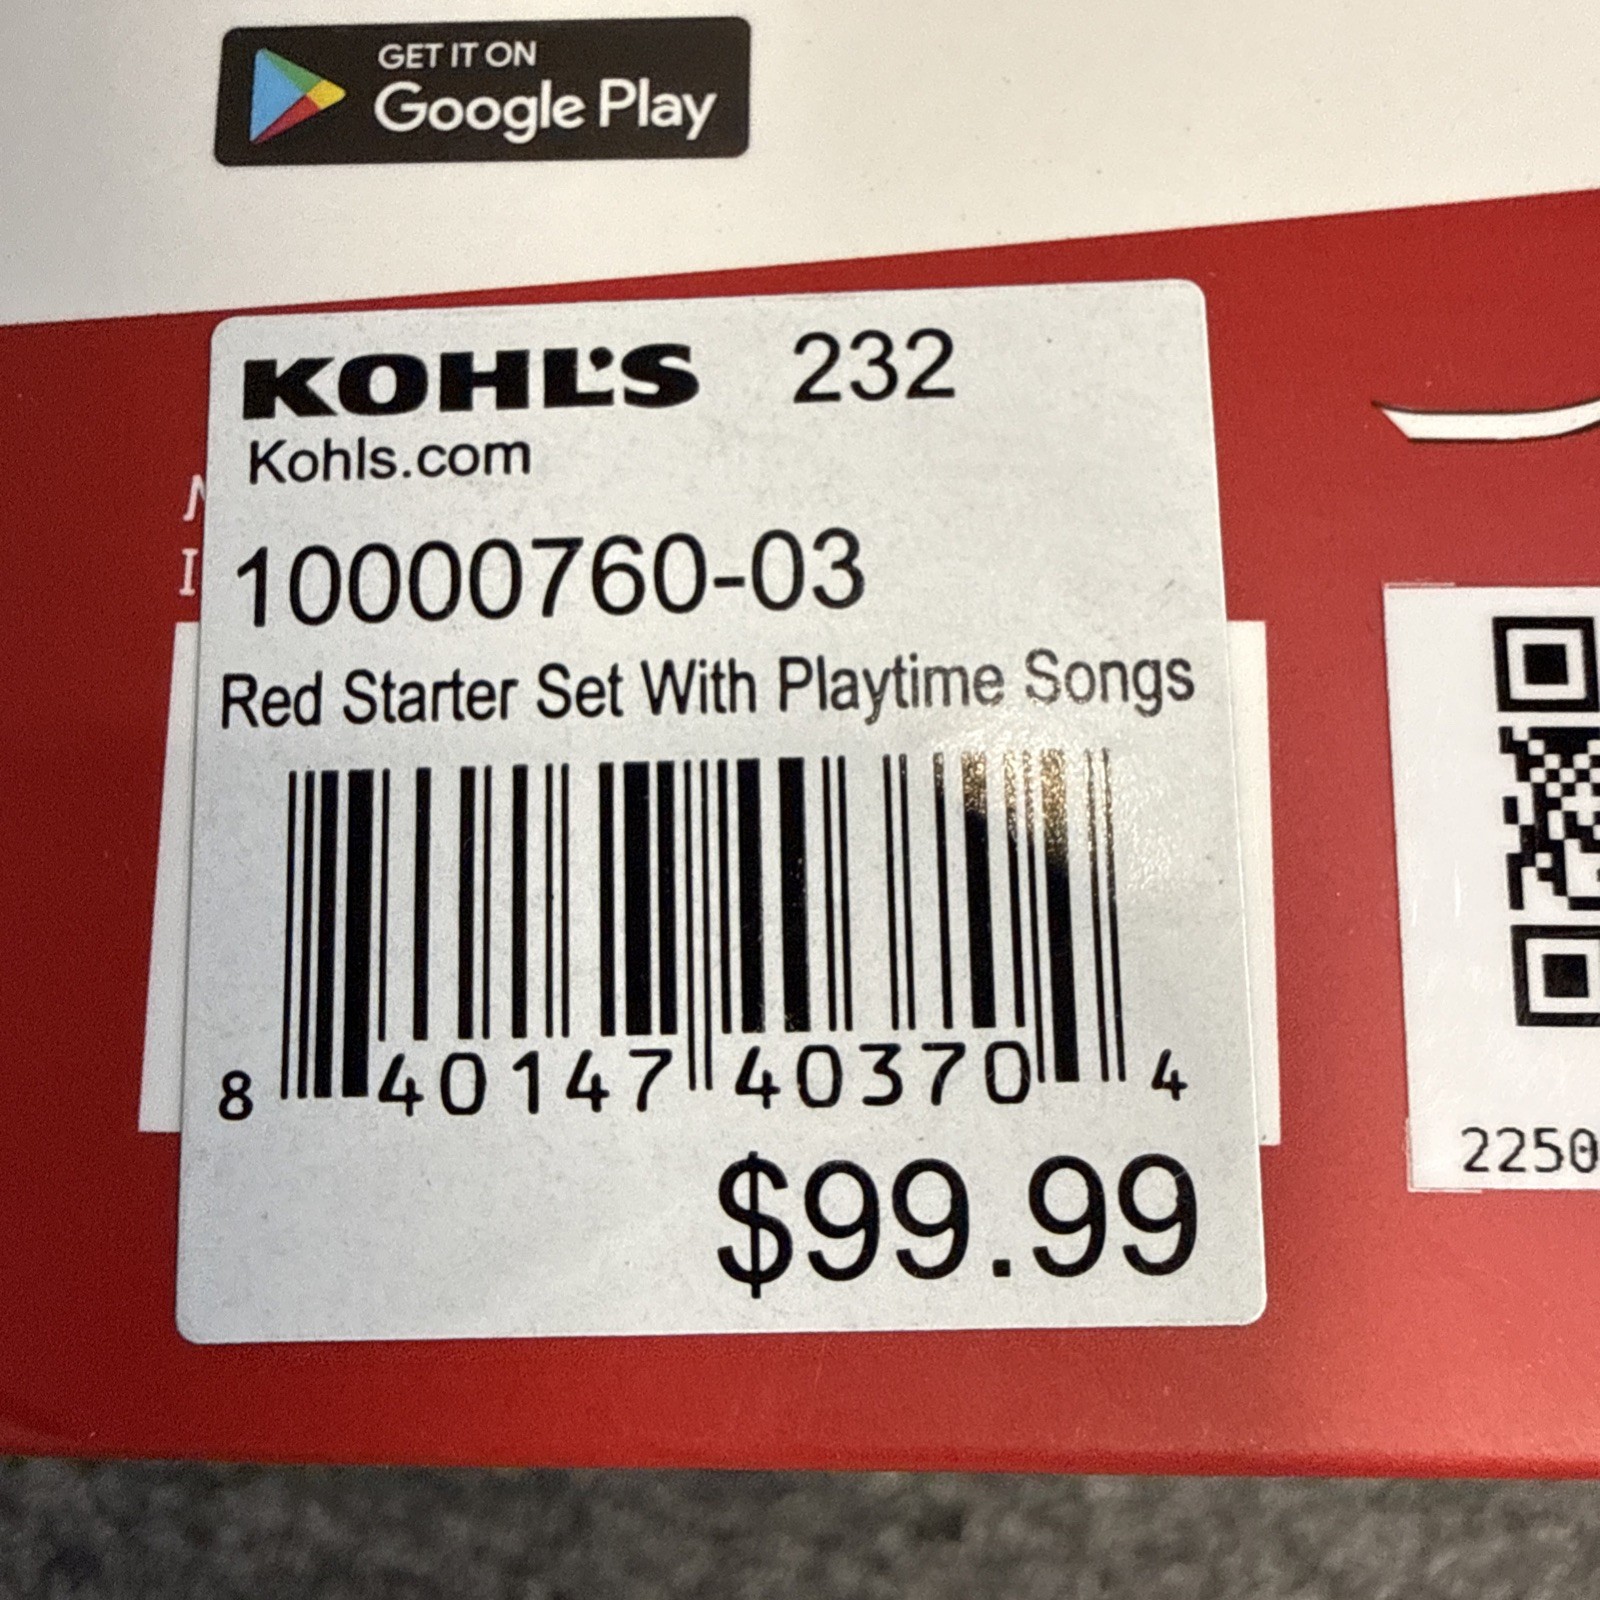 GET IT ON
Google Play
KOHL'S 232
Kohls.com
10000760-03
Red Starter Set With Playtime Songs
8 40147 40370 4
$99.99
2250